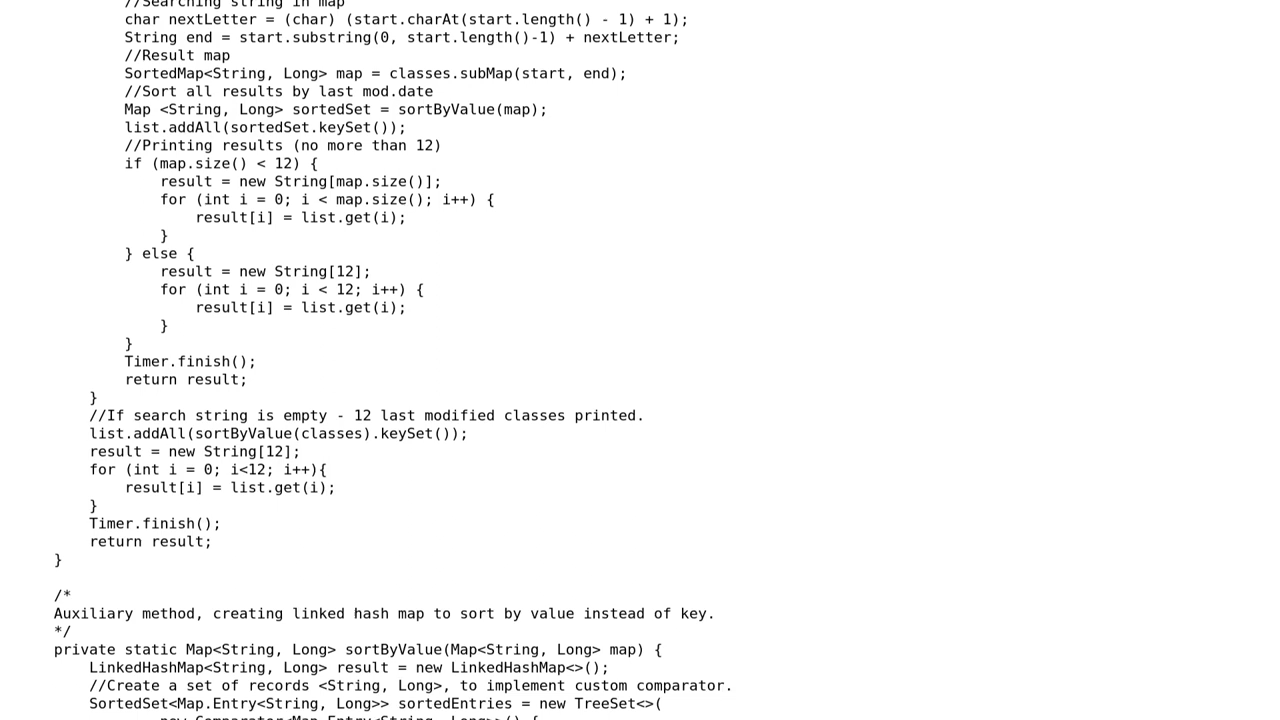 //Searching string in map
char nextLetter = (char) (start.charAt(start.length() - 1) + 1);
String end = start.substring(0, start.length()-1) + nextLetter;
//Result map
SortedMap<String, Long> map = classes.subMap(start, end);
//Sort all results by last mod.date
Map <String, Long> sortedSet = sortByValue(map);
list.addAll(sortedSet.keySet());
//Printing results (no more than 12)
if (map.size() < 12) {
result = new String[map.size()];
for (int i = 0; i < map.size(); i++) {
result[i] = list.get(i);
}
} else {
result = new String[12];
for (int i = 0; i < 12; i++) {
result[i] = list.get(i);
}
}
Timer.finish();
return result;
}
//If search string is empty - 12 last modified classes printed.
list.addAll(sortByValue(classes).keySet());
result = new String[12];
for (int i = 0; i<12; i++){
result[i] = list.get(i);
}
Timer.finish();
return result;
}
/*
Auxiliary method, creating linked hash map to sort by value instead of key.
*/
private static Map<String, Long> sortByValue(Map<String, Long> map) {
LinkedHashMap<String, Long> result = new LinkedHashMap<>();
//Create a set of records <String, Long>, to implement custom comparator.
SortedSet<Map.Entry<String, Long>> sortedEntries = new TreeSet<>(
new Comparator<Map.Entry<String, Long>>() {